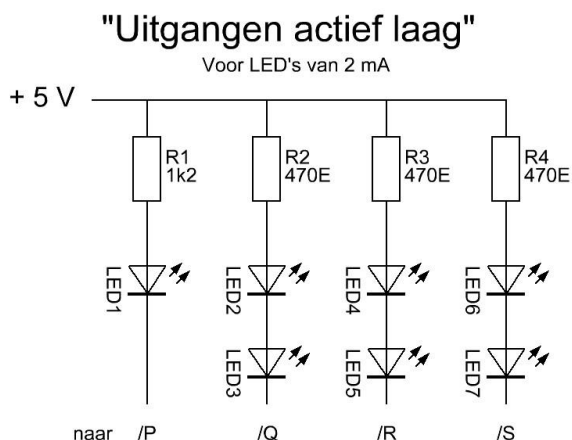 "Uitgangen actief laag"
Voor LED's van 2 mA
+ 5 V
R1 R2 R3 R4
1k2 470E 470E 470E
LED1 LED2 LED4 LED6
LED3 LED5 LED7
naar /P /Q /R /S